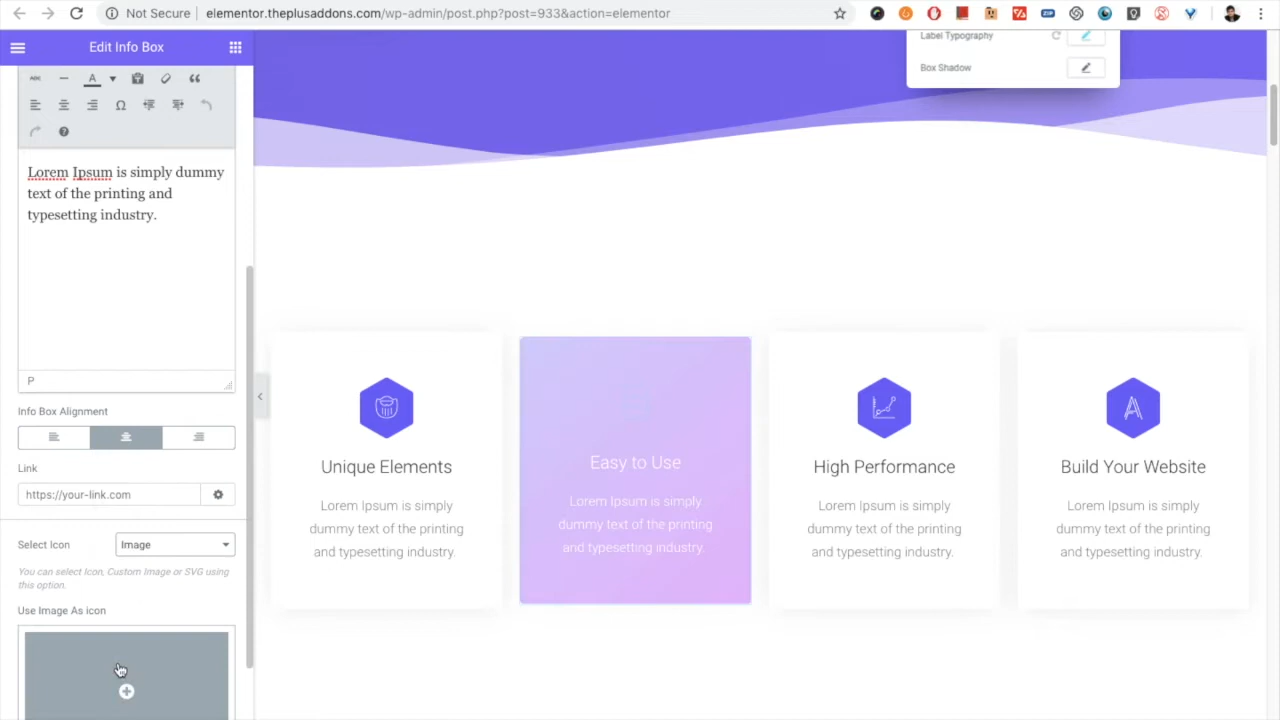 Not Secure
elementor.theplusaddons.com/wp-admin/post.php?post=933&action=elementor
ZIP
Edit Info Box
Label Typography
Box Shadow
ABC
A
Ω
Lorem Ipsum is simply dummy
text of the printing and
typesetting industry.
P
Info Box Alignment
Link
https://your-link.com
Select Icon
Image
You can select Icon, Custom Image or SVG using
this option.
Use Image As icon
Unique Elements
Lorem Ipsum is simply
dummy text of the printing
and typesetting industry.
Easy to Use
Lorem Ipsum is simply
dummy text of the printing
and typesetting industry.
High Performance
Lorem Ipsum is simply
dummy text of the printing
and typesetting industry.
Build Your Website
Lorem Ipsum is simply
dummy text of the printing
and typesetting industry.